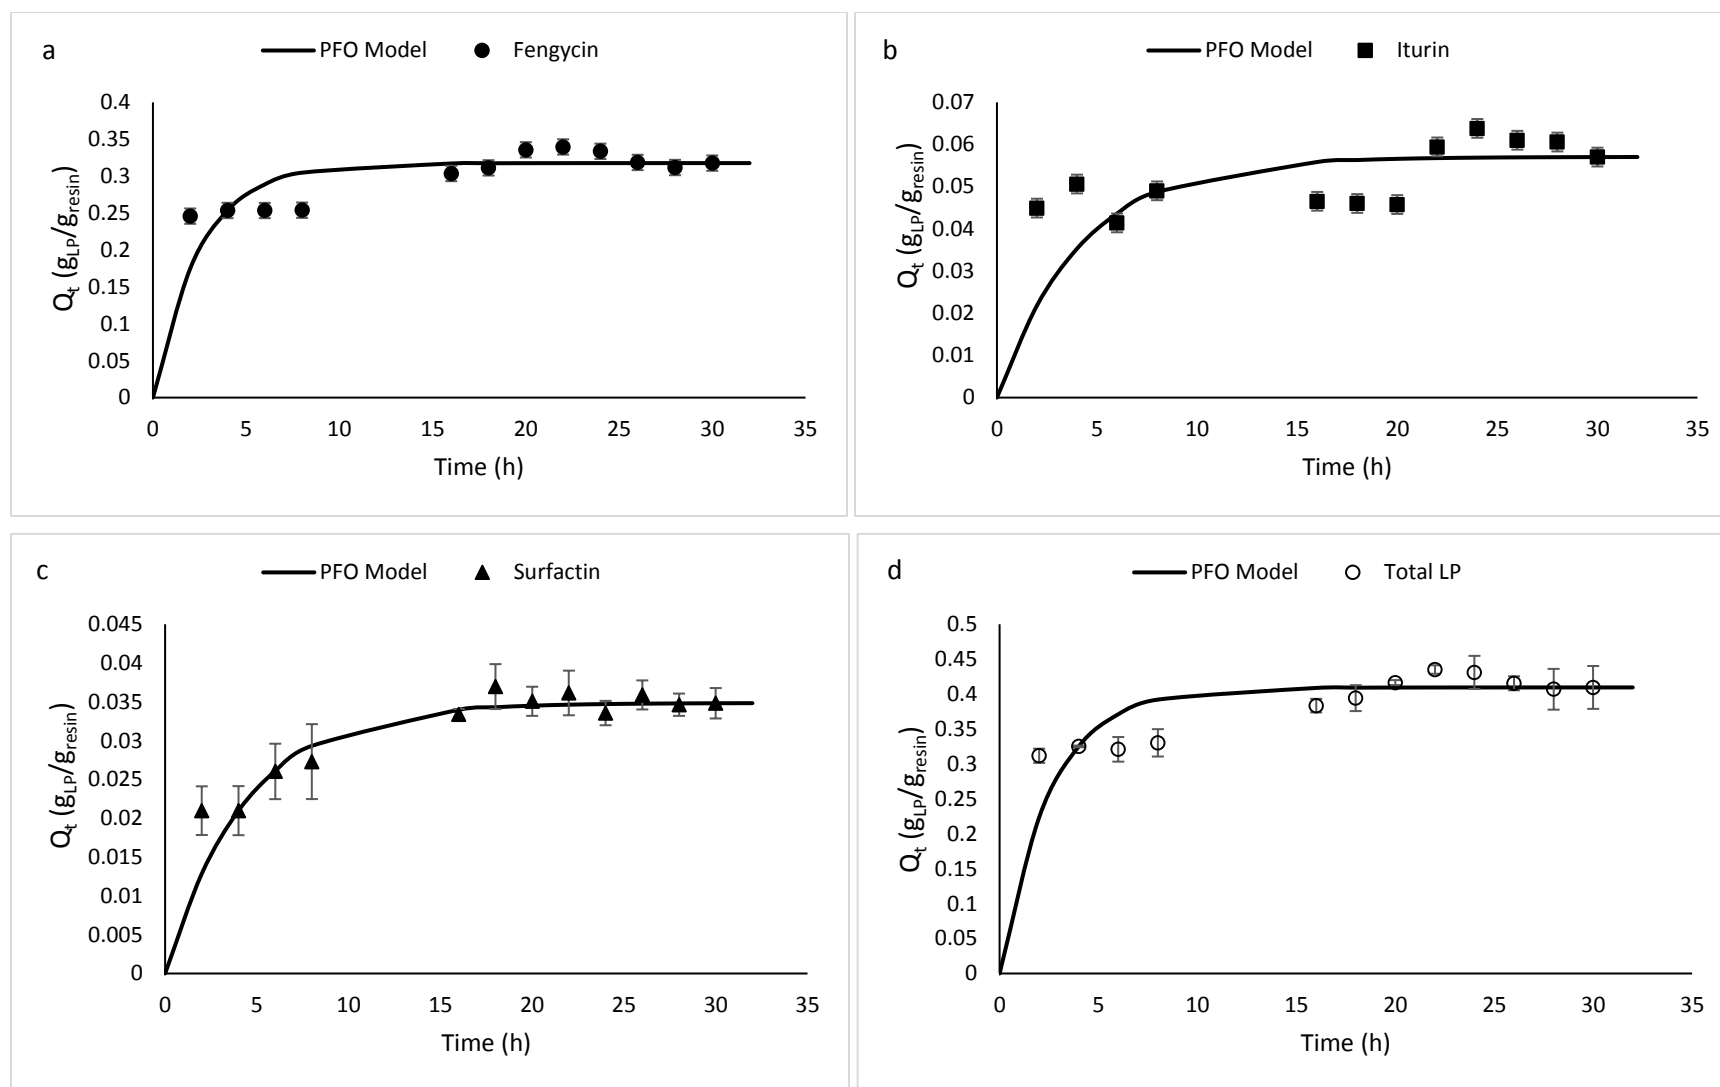 a
PFO Model Fengycin
0.4
0.35
0.3
0.25
0.2
0.15
0.1
0.05
0
0 5 10 15 20 25 30 35
Time (h)
Qt (gLP/gresin)
b
PFO Model Iturin
0.07
0.06
0.05
0.04
0.03
0.02
0.01
0
0 5 10 15 20 25 30 35
Time (h)
Qt (gLP/gresin)
c
PFO Model Surfactin
0.045
0.04
0.035
0.03
0.025
0.02
0.015
0.01
0.005
0
0 5 10 15 20 25 30 35
Time (h)
Qt (gLP/gresin)
d
PFO Model Total LP
0.5
0.45
0.4
0.35
0.3
0.25
0.2
0.15
0.1
0.05
0
0 5 10 15 20 25 30 35
Time (h)
Qt (gLP/gresin)